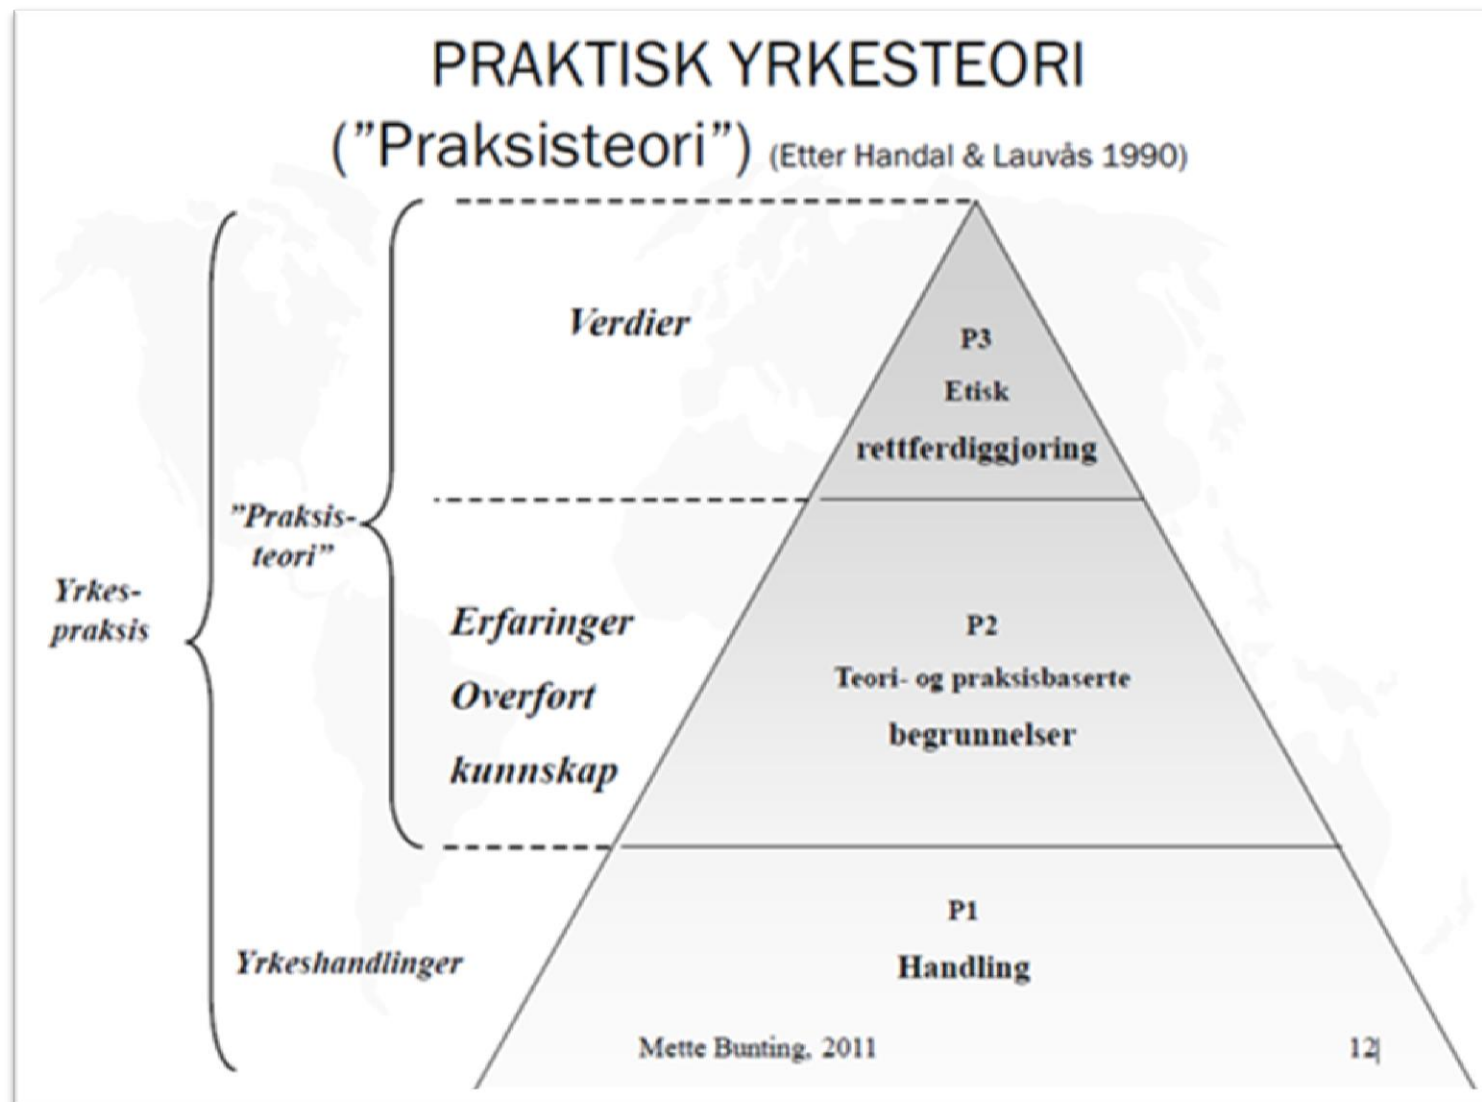 PRAKTISK YRKESTEORI
("Praksisteori") (Etter Handal & Lauvås 1990)
Verdier
P3
Etisk
rettferdiggjøring
"Praksis-
teori"
Yrkes-
praksis
Erfaringer
Overført
kunnskap
P2
Teori- og praksisbaserte
begrunnelser
P1
Handling
Yrkeshandlinger
Mette Bunting, 2011
12